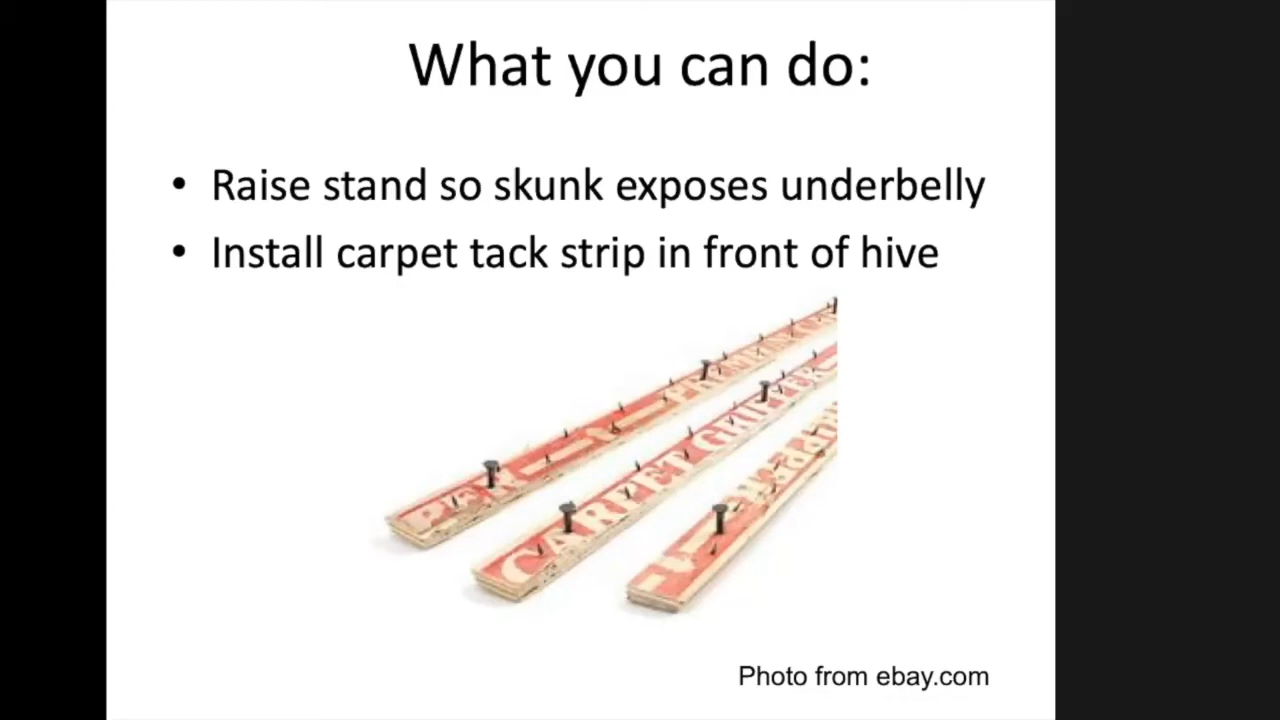 What you can do:
• Raise stand so skunk exposes underbelly
• Install carpet tack strip in front of hive
CARPET GRIPPER
Photo from ebay.com